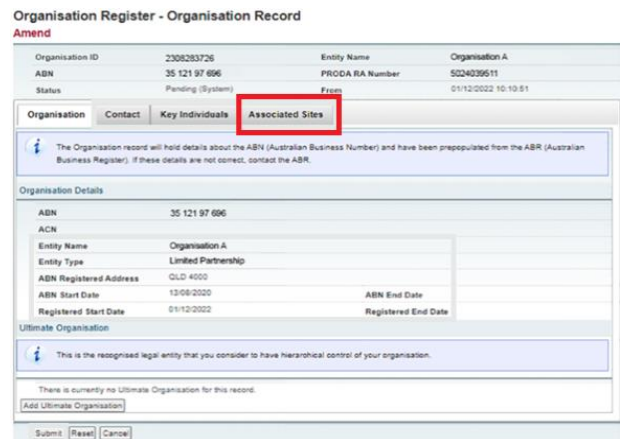 Organisation Register - Organisation Record
Amend
Organisation ID 2308283726 Entity Name Organisation A
ABN 35 121 97 696 PRODA RA Number 5024039511
Status Pending (System) From 01/12/2022 10:10:51
Organisation Contact Key Individuals Associated Sites
The Organisation record will hold details about the ABN (Australian Business Number) and have been prepopulated from the ABR (Australian
Business Register). If these details are not correct, contact the ABR.
Organisation Details
ABN 35 121 97 696
ACN
Entity Name Organisation A
Entity Type Limited Partnership
ABN Registered Address QLD 4000
ABN Start Date 13/08/2020 ABN End Date
Registered Start Date 01/12/2022 Registered End Date
Ultimate Organisation
This is the recognised legal entity that you consider to have hierarchical control of your organisation.
There is currently no Ultimate Organisation for this record.
Add Ultimate Organisation
Submit Reset Cancel